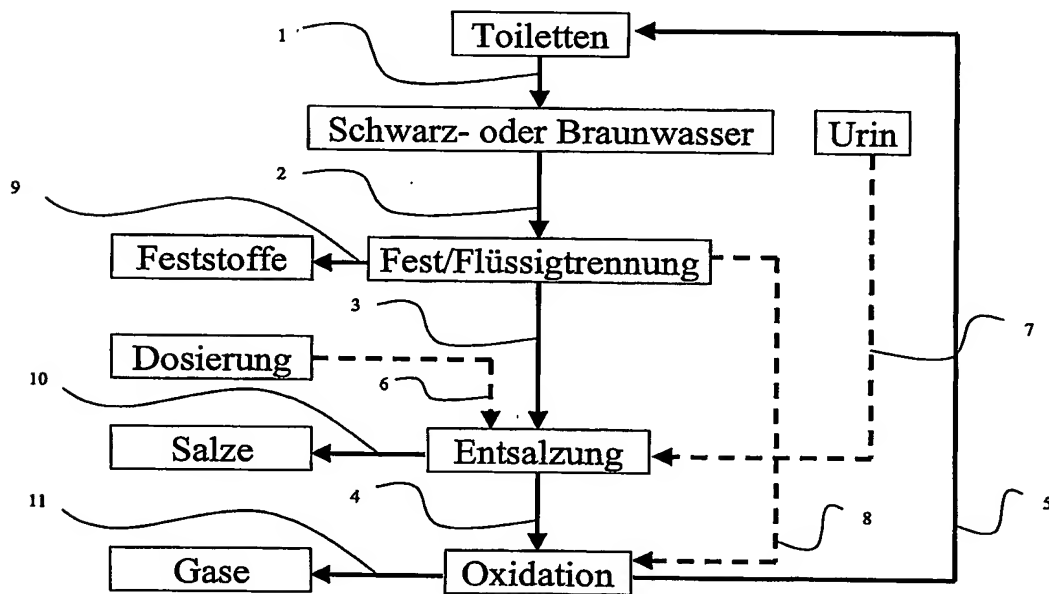 1
Toiletten
Schwarz- oder Braunwasser
Urin
2
9
Feststoffe
Fest/Flüssigtrennung
3
7
Dosierung
10
6
Salze
Entsalzung
11
4
8
5
Gase
Oxidation